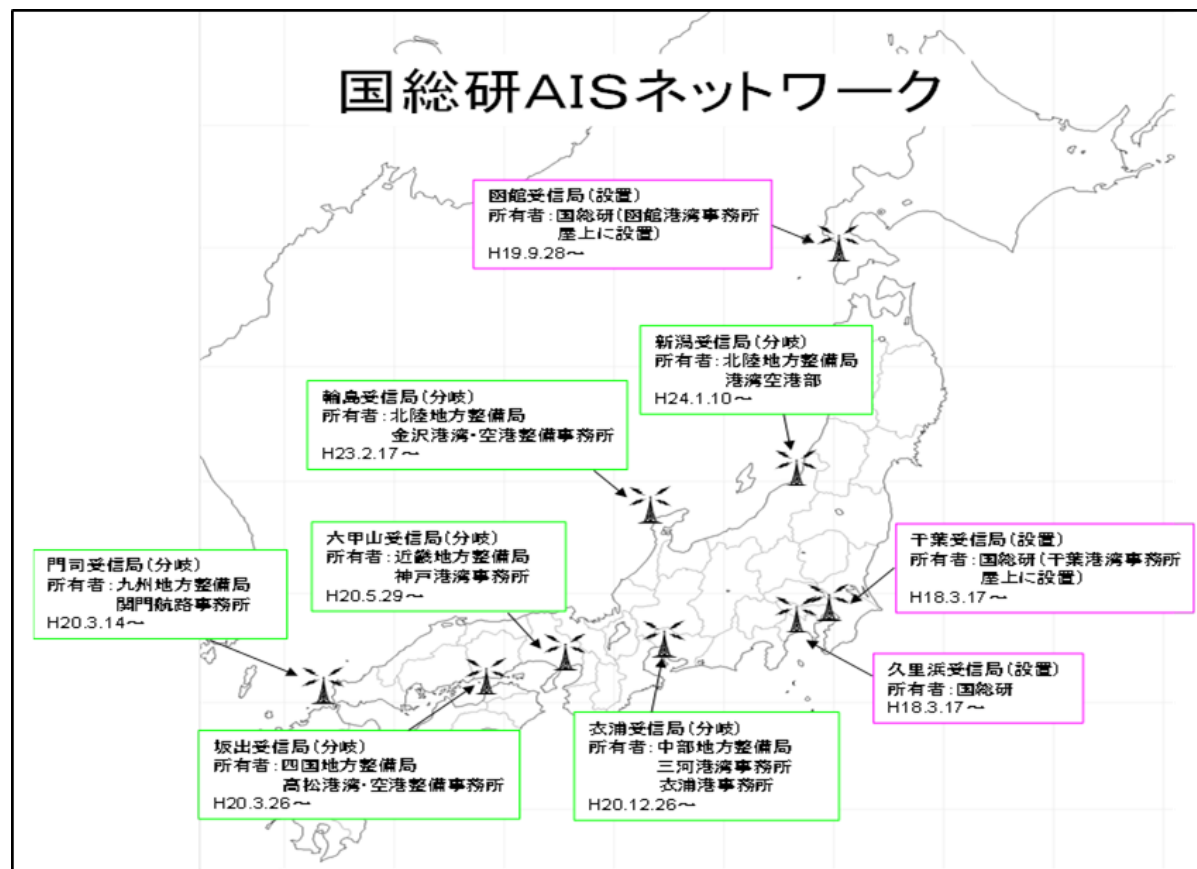 国総研AISネットワーク
函館受信局(設置)
所有者:国総研(函館港湾事務所
屋上に設置)
H19.9.28～
新潟受信局(分岐)
所有者:北陸地方整備局
港湾空港部
H24.1.10～
輪島受信局(分岐)
所有者:北陸地方整備局
金沢港湾・空港整備事務所
H23.2.17～
六甲山受信局(分岐)
所有者:近畿地方整備局
神戸港湾事務所
H20.5.29～
門司受信局(分岐)
所有者:九州地方整備局
関門航路事務所
H20.3.14～
千葉受信局(設置)
所有者:国総研(千葉港湾事務所
屋上に設置)
H18.3.17～
久里浜受信局(設置)
所有者:国総研
H18.3.17～
坂出受信局(分岐)
所有者:四国地方整備局
高松港湾・空港整備事務所
H20.3.26～
衣浦受信局(分岐)
所有者:中部地方整備局
三河港湾事務所
衣浦港事務所
H20.12.26～